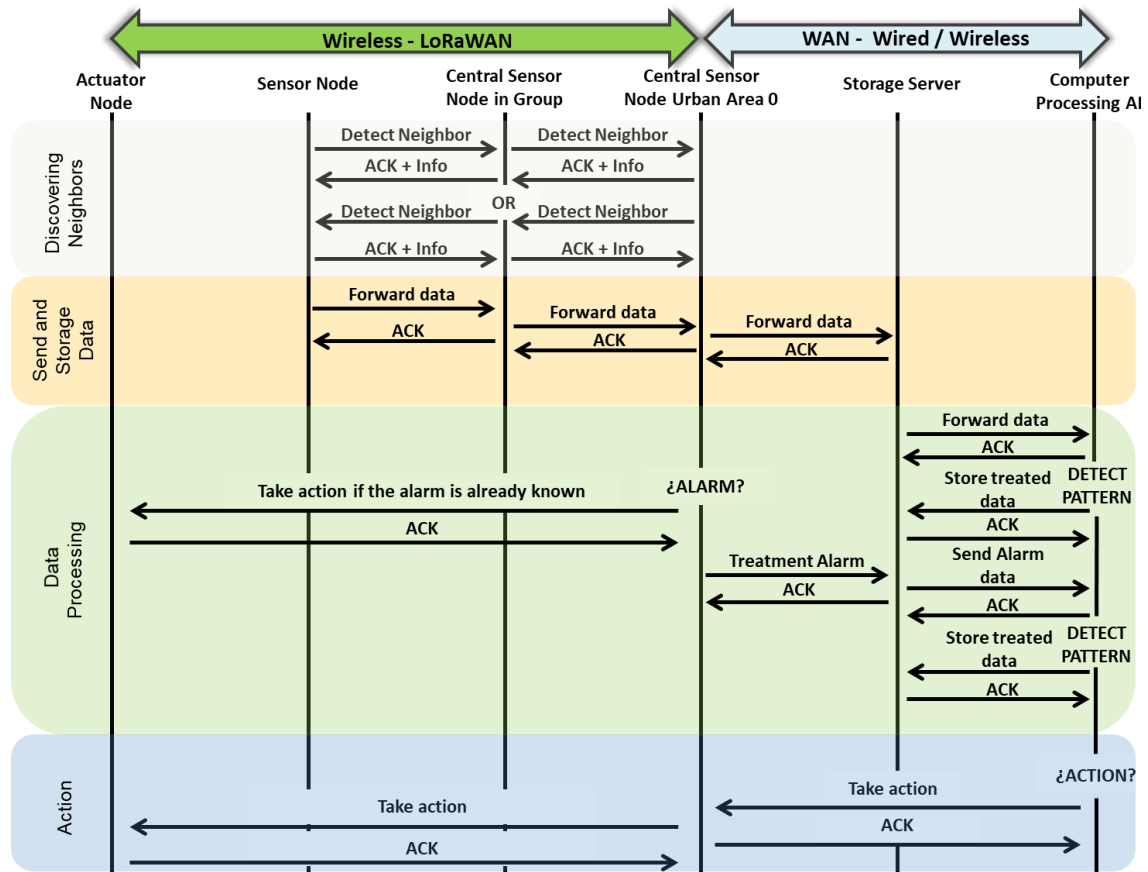 Wireless - LoRaWAN
WAN - Wired / Wireless
Actuator
Node
Sensor Node
Central Sensor
Node in Group
Central Sensor
Node Urban Area 0
Storage Server
Computer
Processing AI
Discovering
Neighbors
Detect Neighbor
Detect Neighbor
ACK + Info
ACK + Info
OR
Detect Neighbor
Detect Neighbor
ACK + Info
ACK + Info
Send and
Storage
Data
Forward data
Forward data
Forward data
ACK
ACK
ACK
Data
Processing
Forward data
ACK
DETECT
PATTERN
Take action if the alarm is already known
¿ALARM?
Store treated
data
ACK
ACK
Treatment Alarm
Send Alarm
data
ACK
ACK
Store treated
data
DETECT
PATTERN
ACK
Action
¿ACTION?
Take action
Take action
ACK
ACK